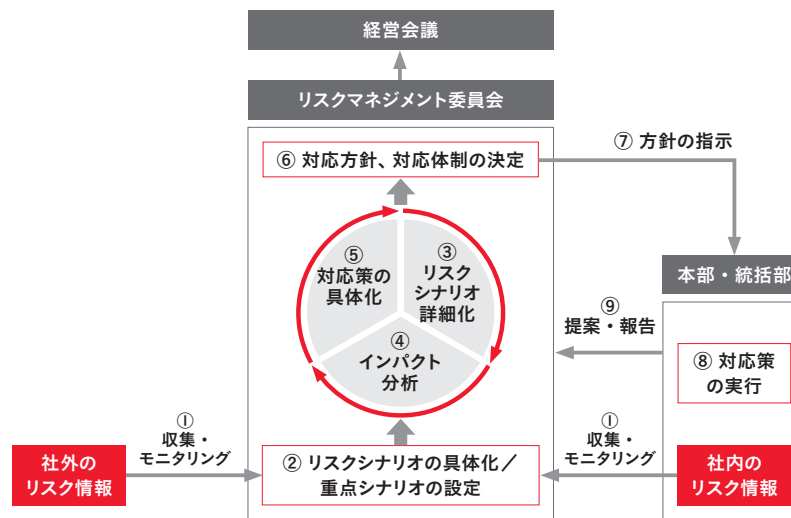 経営会議
リスクマネジメント委員会
⑥ 対応方針、対応体制の決定
⑦ 方針の指示
⑤
対応策の
具体化
③
リスク
シナリオ
詳細化
④
インパクト
分析
本部・統括部
⑨
提案・報告
⑧ 対応策
の実行
①
収集・
モニタリング
社外の
リスク情報
② リスクシナリオの具体化／
重点シナリオの設定
①
収集・
モニタリング
社内の
リスク情報